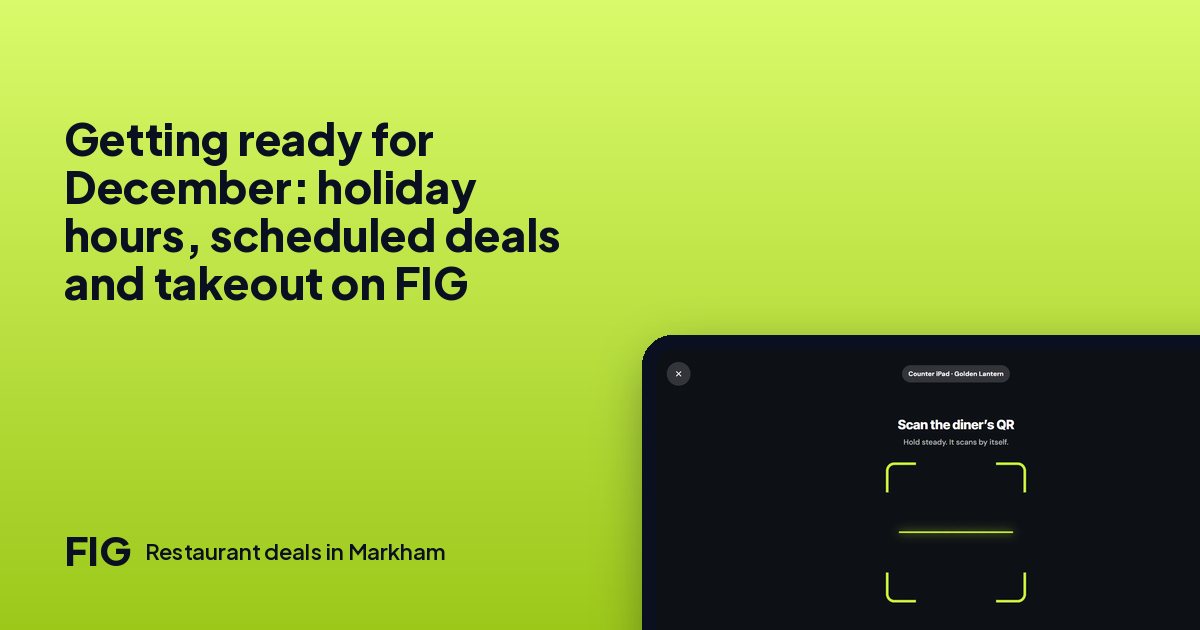 Getting ready for
December: holiday
hours, scheduled deals
and takeout on FIG
Counter iPad · Golden Lantern
Scan the diner's QR
Hold steady. It scans by itself.
FIG Restaurant deals in Markham